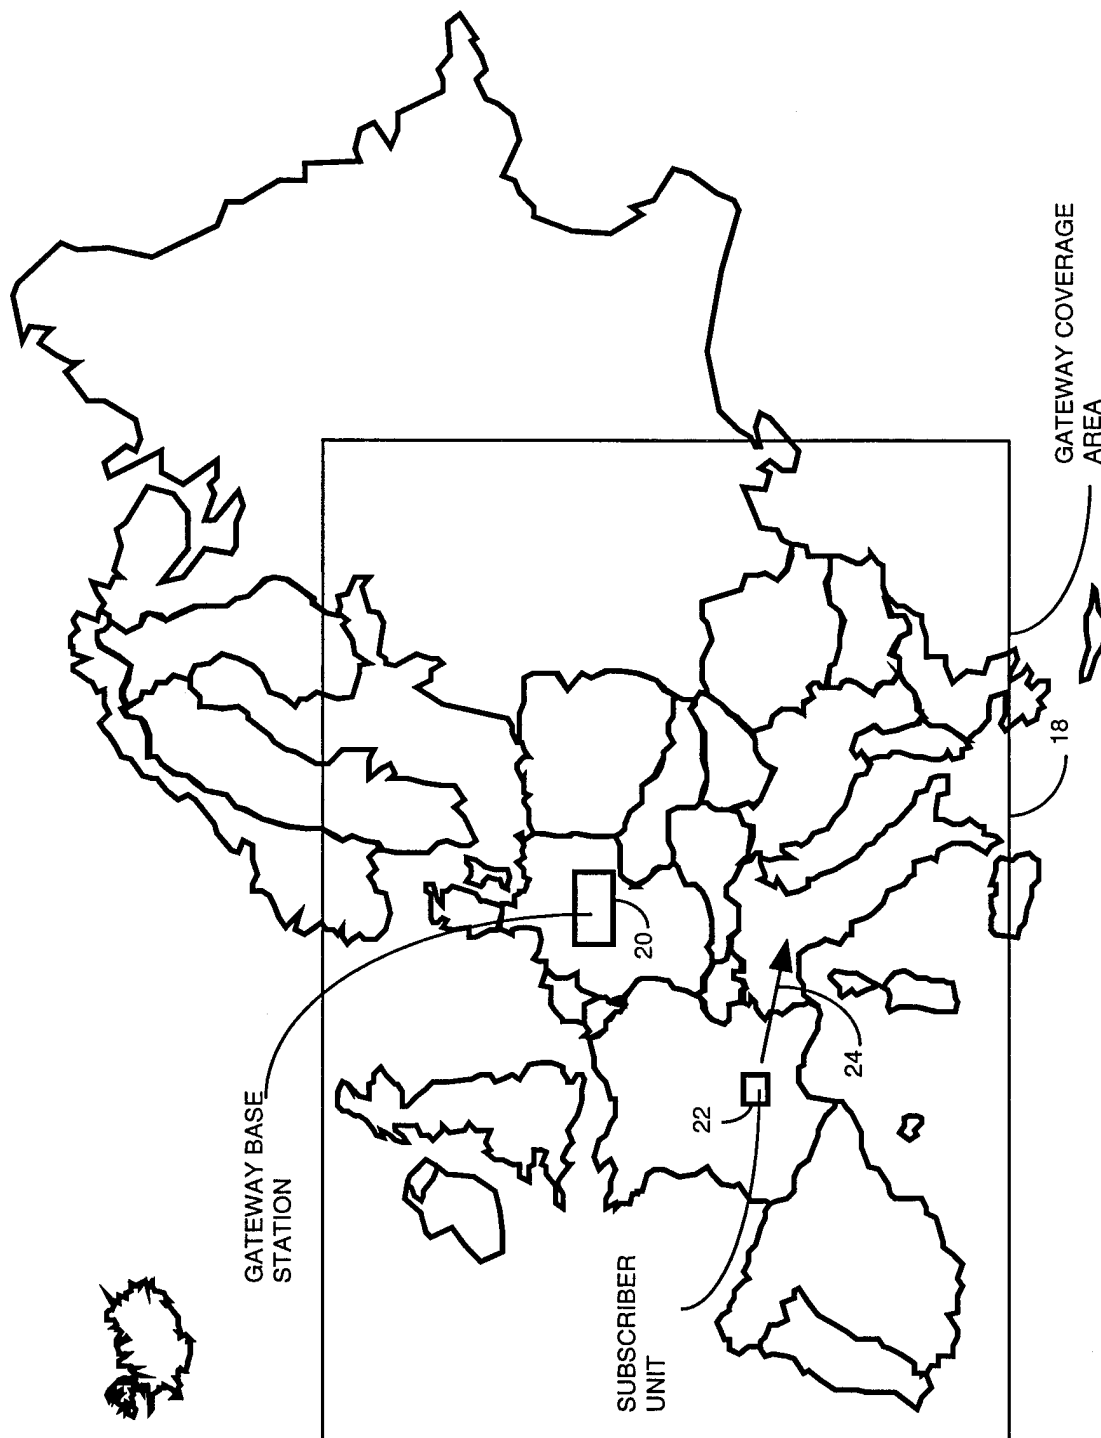 GATEWAY BASE
STATION
20
SUBSCRIBER
UNIT
22
24
18
GATEWAY COVERAGE
AREA